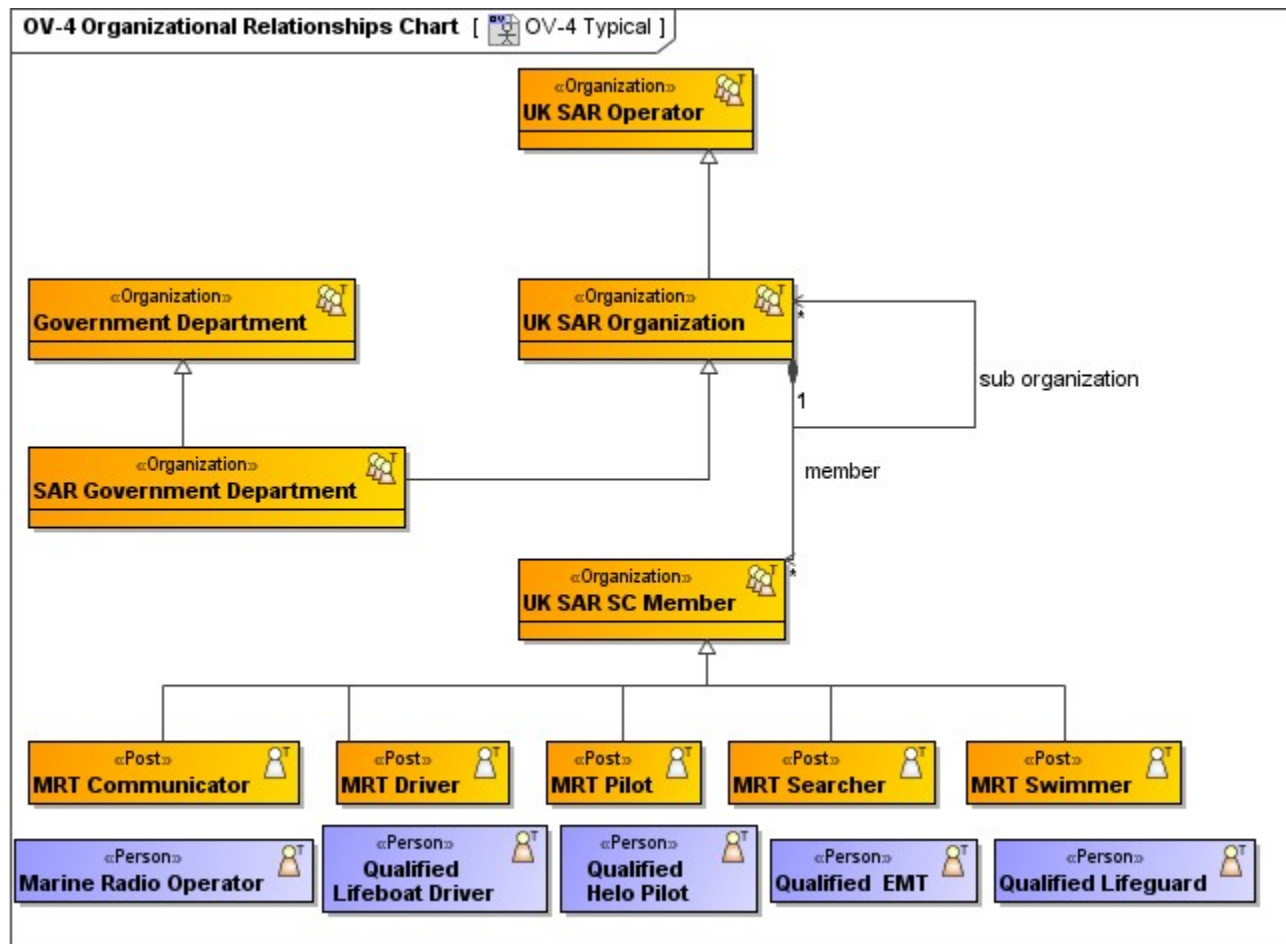 OV-4 Organizational Relationships Chart [ OV-4 Typical ]
«Organization»
UK SAR Operator
«Organization»
Government Department
«Organization»
UK SAR Organization
*
sub organization
1
«Organization»
SAR Government Department
member
«Organization»
UK SAR SC Member
*
«Post»
MRT Communicator
«Post»
MRT Driver
«Post»
MRT Pilot
«Post»
MRT Searcher
«Post»
MRT Swimmer
«Person»
Marine Radio Operator
«Person»
Qualified
Lifeboat Driver
«Person»
Qualified
Helo Pilot
«Person»
Qualified EMT
«Person»
Qualified Lifeguard